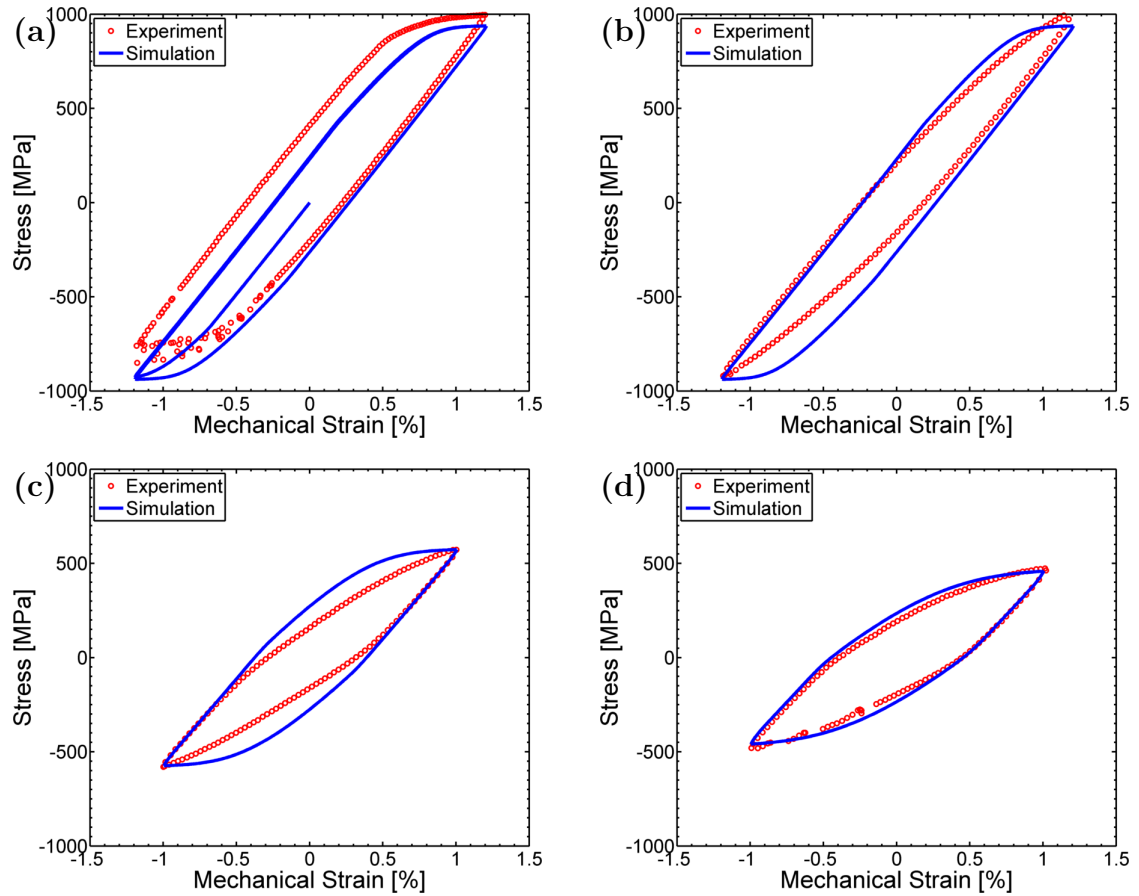 (a)
Experiment
Simulation
1000
500
0
-500
-1000
Stress [MPa]
-1.5 -1 -0.5 0 0.5 1 1.5
Mechanical Strain [%]
(b)
Experiment
Simulation
1000
500
0
-500
-1000
Stress [MPa]
-1.5 -1 -0.5 0 0.5 1 1.5
Mechanical Strain [%]
(c)
Experiment
Simulation
1000
500
0
-500
-1000
Stress [MPa]
-1.5 -1 -0.5 0 0.5 1 1.5
Mechanical Strain [%]
(d)
Experiment
Simulation
1000
500
0
-500
-1000
Stress [MPa]
-1.5 -1 -0.5 0 0.5 1 1.5
Mechanical Strain [%]